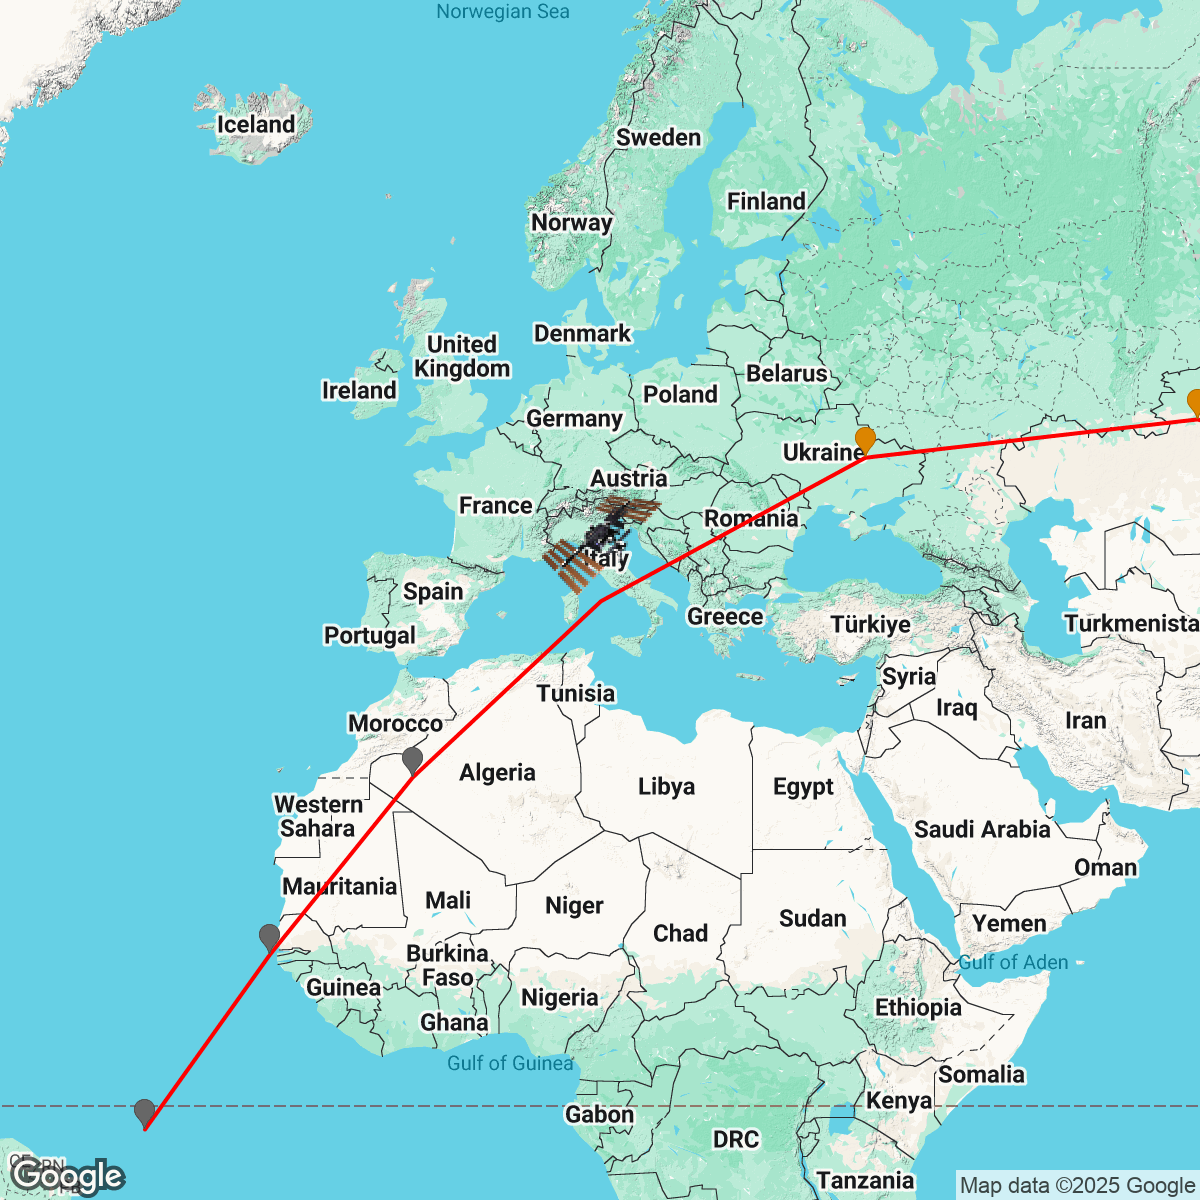 Norwegian Sea
Iceland
Sweden
Finland
Norway
Denmark
United
Kingdom
Ireland
Belarus
Poland
Germany
Ukraine
Austria
France
Romania
Italy
Spain
Portugal
Greece
Türkiye
Turkmenista
Syria
Tunisia
Iraq
Iran
Morocco
Algeria
Libya
Egypt
Western
Sahara
Saudi Arabia
Oman
Mauritania
Mali
Niger
Chad
Sudan
Yemen
Burkina
Faso
Gulf of Aden
Guinea
Nigeria
Ethiopia
Ghana
Gulf of Guinea
Somalia
Kenya
Gabon
DRC
Tanzania
Google
Map data ©2025 Google